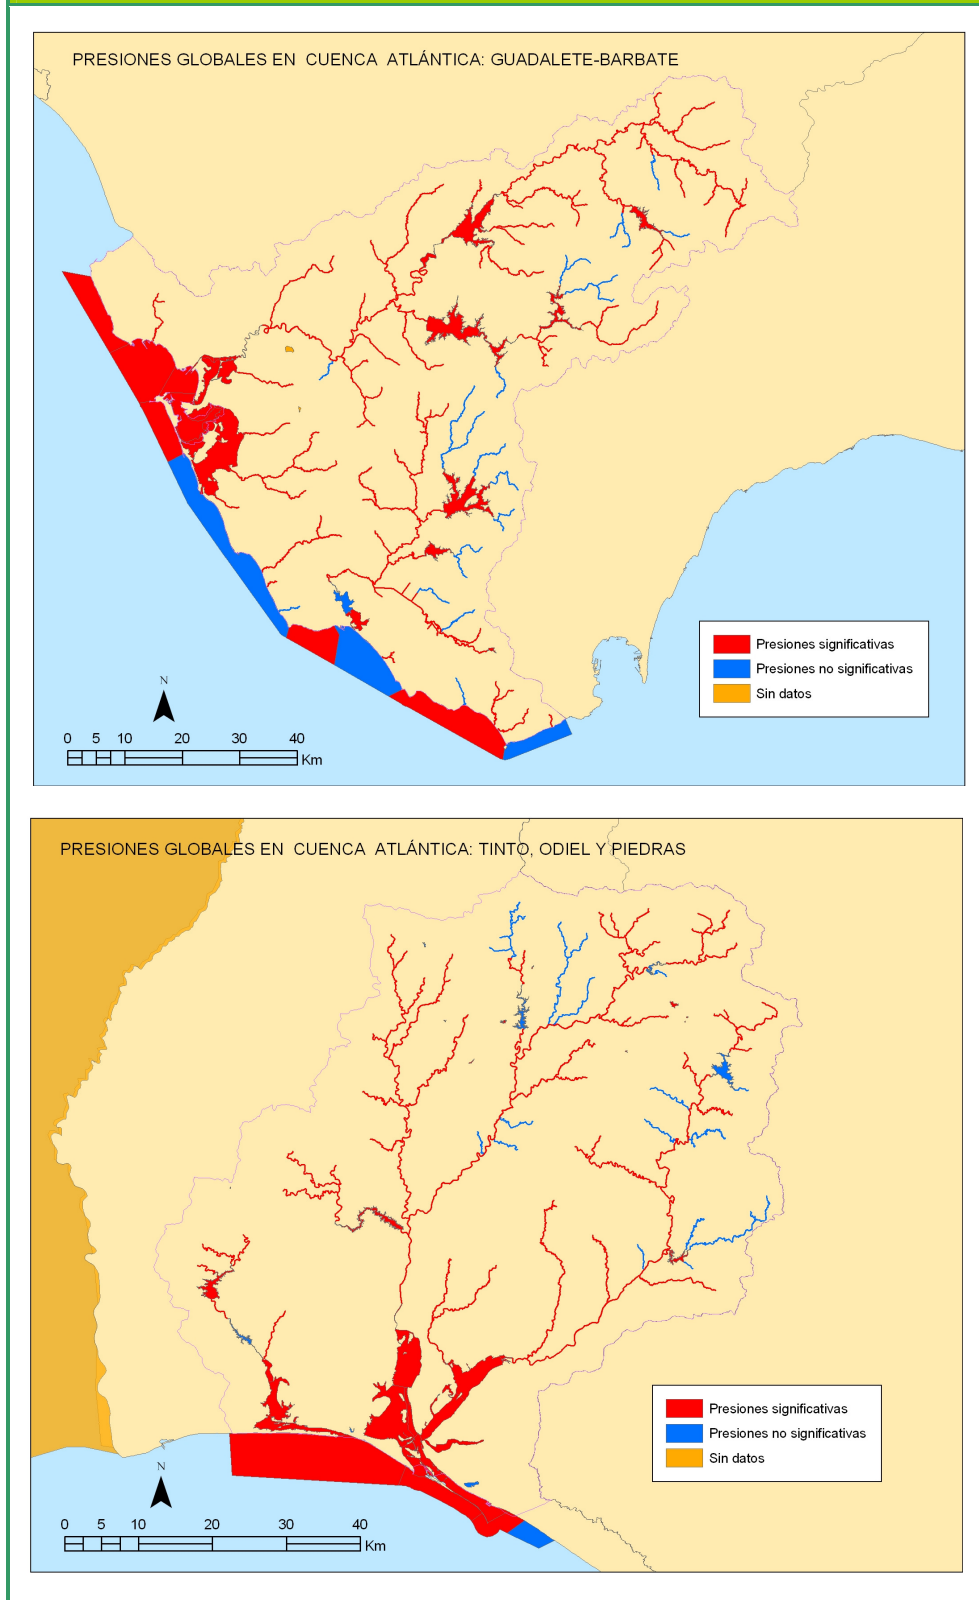 PRESIONES GLOBALES EN CUENCA ATLÁNTICA: GUADALETE-BARBATE
Presiones significativas
Presiones no significativas
Sin datos
N
0 5 10 20 30 40
Km
PRESIONES GLOBALES EN CUENCA ATLÁNTICA: TINTO, ODIEL Y PIEDRAS
Presiones significativas
Presiones no significativas
Sin datos
N
0 5 10 20 30 40
Km